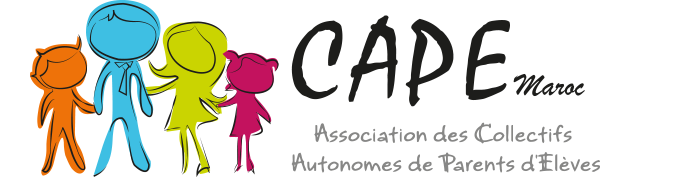 CAPE Maroc
Association des Collectifs
Autonomes de Parents d'Elèves